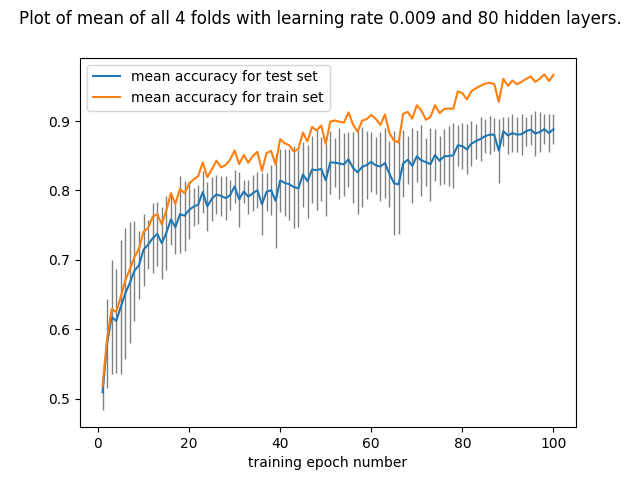 Plot of mean of all 4 folds with learning rate 0.009 and 80 hidden layers.
mean accuracy for test set
mean accuracy for train set
0.9
0.8
0.7
0.6
0.5
0 20 40 60 80 100
training epoch number